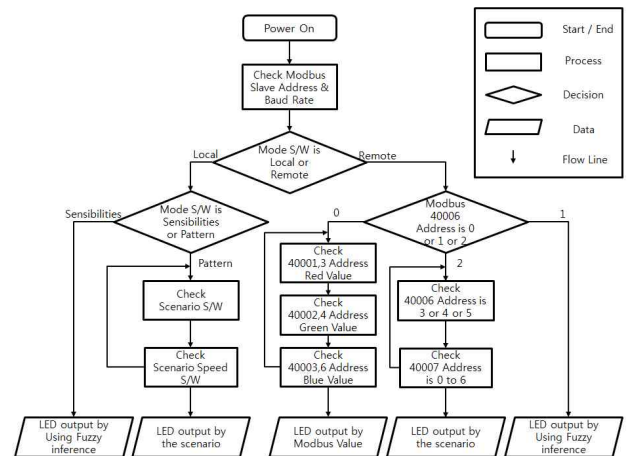 Power On
Check Modbus
Slave Address &
Baud Rate
Mode S/W is
Local or
Remote
Local
Remote
Mode S/W is
Sensibilities
or Pattern
Sensibilities
Pattern
Check
Scenario S/W
Check
Scenario Speed
S/W
Modbus
40006
Address is 0
or 1 or 2
0
1
2
Check
40001,3 Address
Red Value
Check
40002,4 Address
Green Value
Check
40003,6 Address
Blue Value
Check
40006 Address is
3 or 4 or 5
Check
40007 Address
is 0 to 6
LED output by
Using Fuzzy
inference
LED output by
the scenario
LED output by
Modbus Value
LED output by
the scenario
LED output by
Using Fuzzy
inference
Start / End
Process
Decision
Data
Flow Line